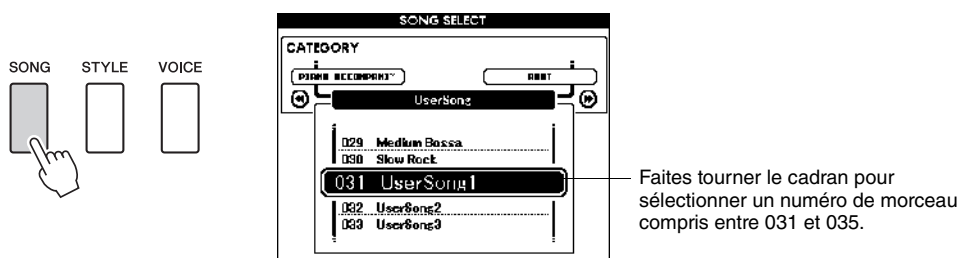 SONG SELECT
CATEGORY
PIANO ACCOMPANI~
ROOT
UserSong
029 Medium Bossa
030 Slow Rock
031 UserSong1
032 UserSong2
033 UserSong3
SONG STYLE VOICE
Faites tourner le cadran pour
sélectionner un numéro de morceau
compris entre 031 et 035.